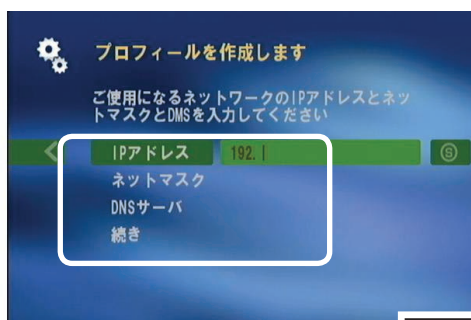 プロフィールを作成します
ご使用になるネットワークのIPアドレスとネッ
トマスクとDMSを入力してください
IPアドレス 192.
ネットマスク
DNSサーバ
続き
S